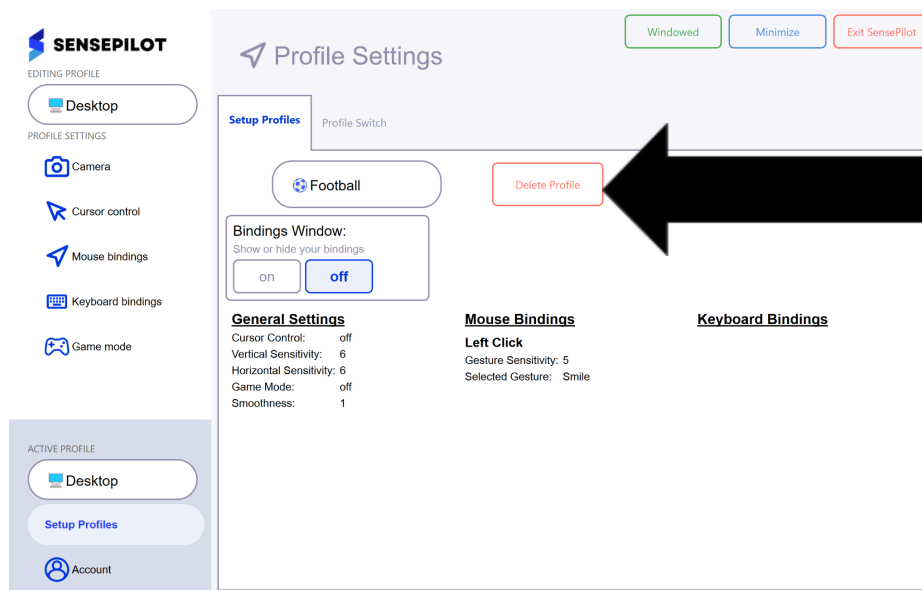 SENSEPILOT
EDITING PROFILE
Desktop
PROFILE SETTINGS
Camera
Cursor control
Mouse bindings
Keyboard bindings
Game mode
ACTIVE PROFILE
Desktop
Setup Profiles
Account
Profile Settings
Windowed
Minimize
Exit SensePilot
Setup Profiles
Profile Switch
Football
Delete Profile
Bindings Window:
Show or hide your bindings
on
off
General Settings
Cursor Control: off
Vertical Sensitivity: 6
Horizontal Sensitivity: 6
Game Mode: off
Smoothness: 1
Mouse Bindings
Left Click
Gesture Sensitivity: 5
Selected Gesture: Smile
Keyboard Bindings